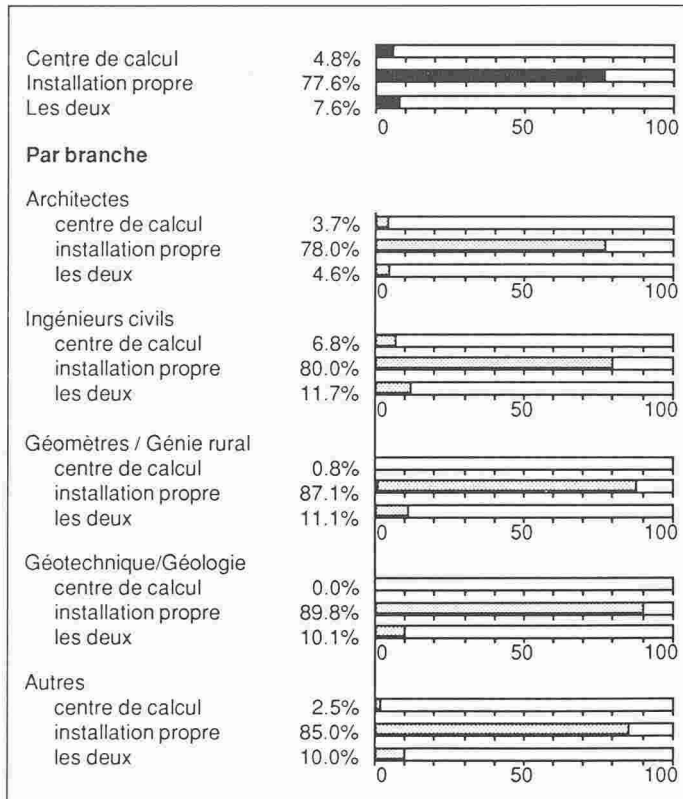 Centre de calcul 4.8%
Installation propre 77.6%
Les deux 7.6%
0 50 100
Par branche
Architectes
centre de calcul 3.7%
installation propre 78.0%
les deux 4.6%
0 50 100
Ingénieurs civils
centre de calcul 6.8%
installation propre 80.0%
les deux 11.7%
0 50 100
Géomètres / Génie rural
centre de calcul 0.8%
installation propre 87.1%
les deux 11.1%
0 50 100
Géotechnique/Géologie
centre de calcul 0.0%
installation propre 89.8%
les deux 10.1%
0 50 100
Autres
centre de calcul 2.5%
installation propre 85.0%
les deux 10.0%
0 50 100